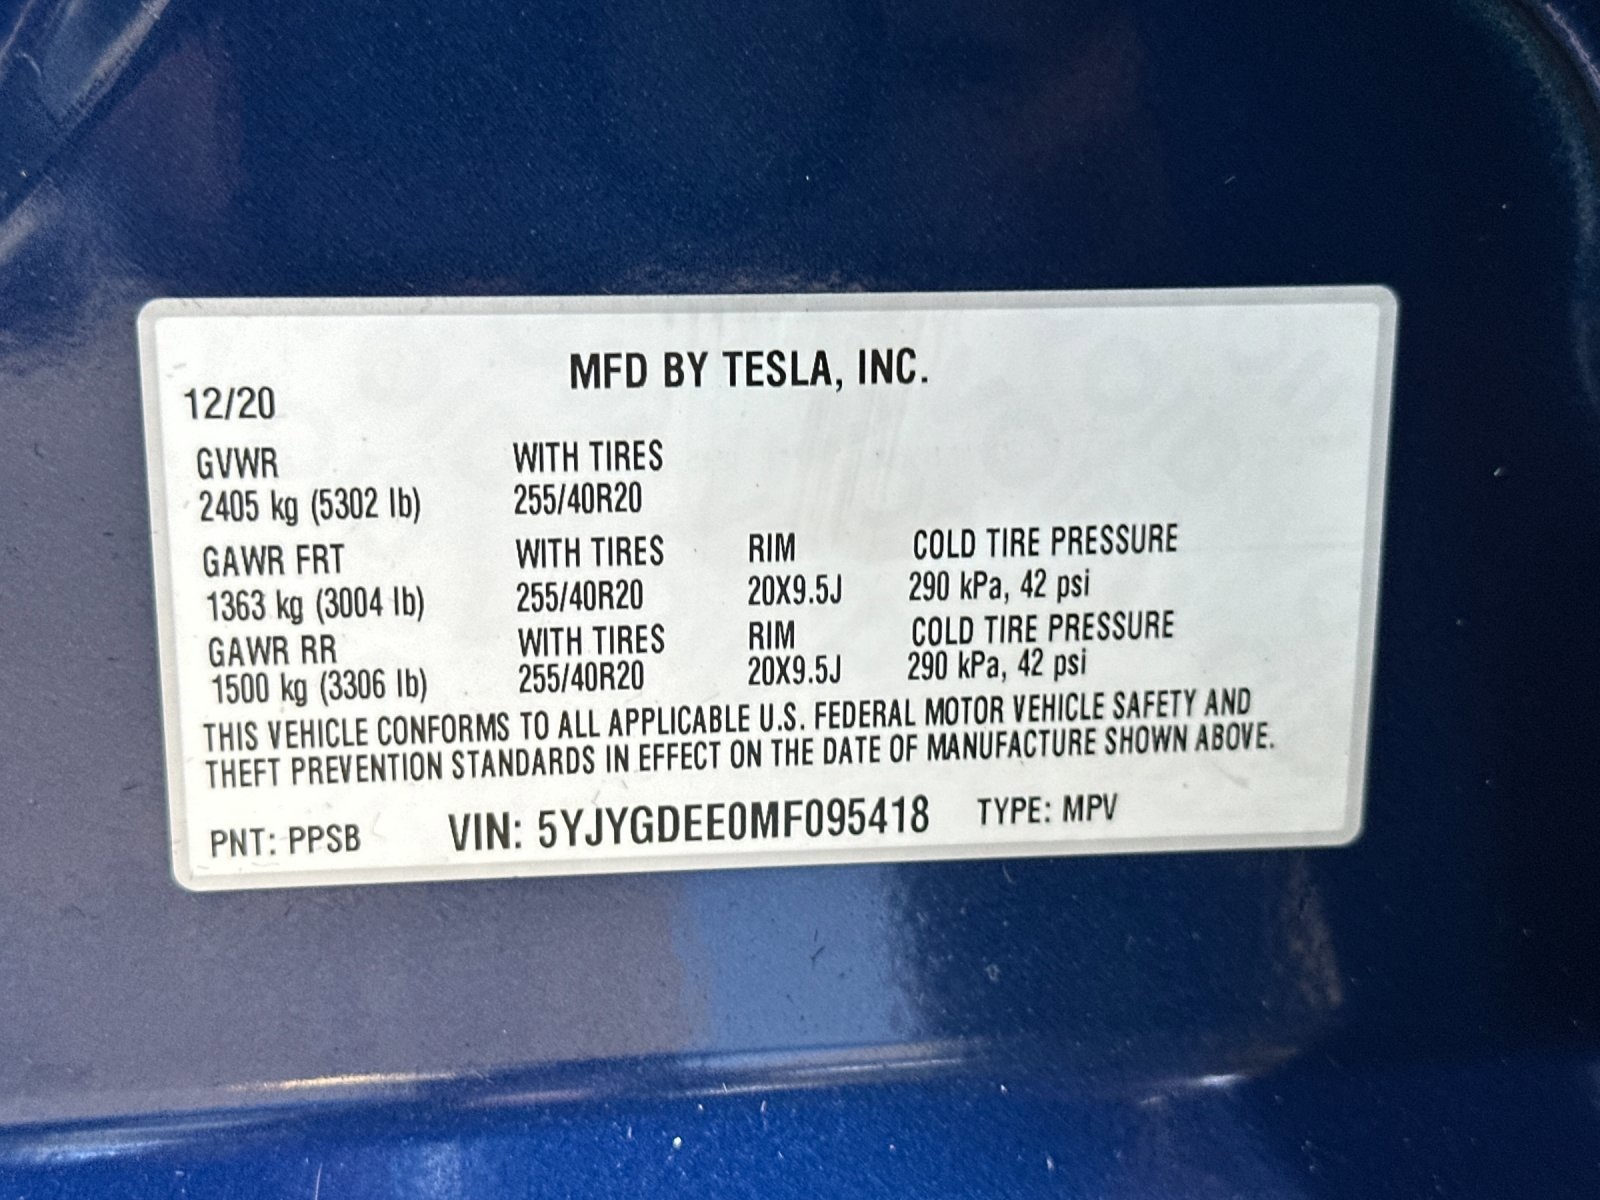 MFD BY TESLA, INC.
12/20
GVWR WITH TIRES
2405 kg (5302 lb) 255/40R20
GAWR FRT WITH TIRES RIM COLD TIRE PRESSURE
1363 kg (3004 lb) 255/40R20 20X9.5J 290 kPa, 42 psi
GAWR RR WITH TIRES RIM COLD TIRE PRESSURE
1500 kg (3306 lb) 255/40R20 20X9.5J 290 kPa, 42 psi
THIS VEHICLE CONFORMS TO ALL APPLICABLE U.S. FEDERAL MOTOR VEHICLE SAFETY AND
THEFT PREVENTION STANDARDS IN EFFECT ON THE DATE OF MANUFACTURE SHOWN ABOVE.
PNT: PPSB VIN: 5YJYGDEE0MF095418 TYPE: MPV